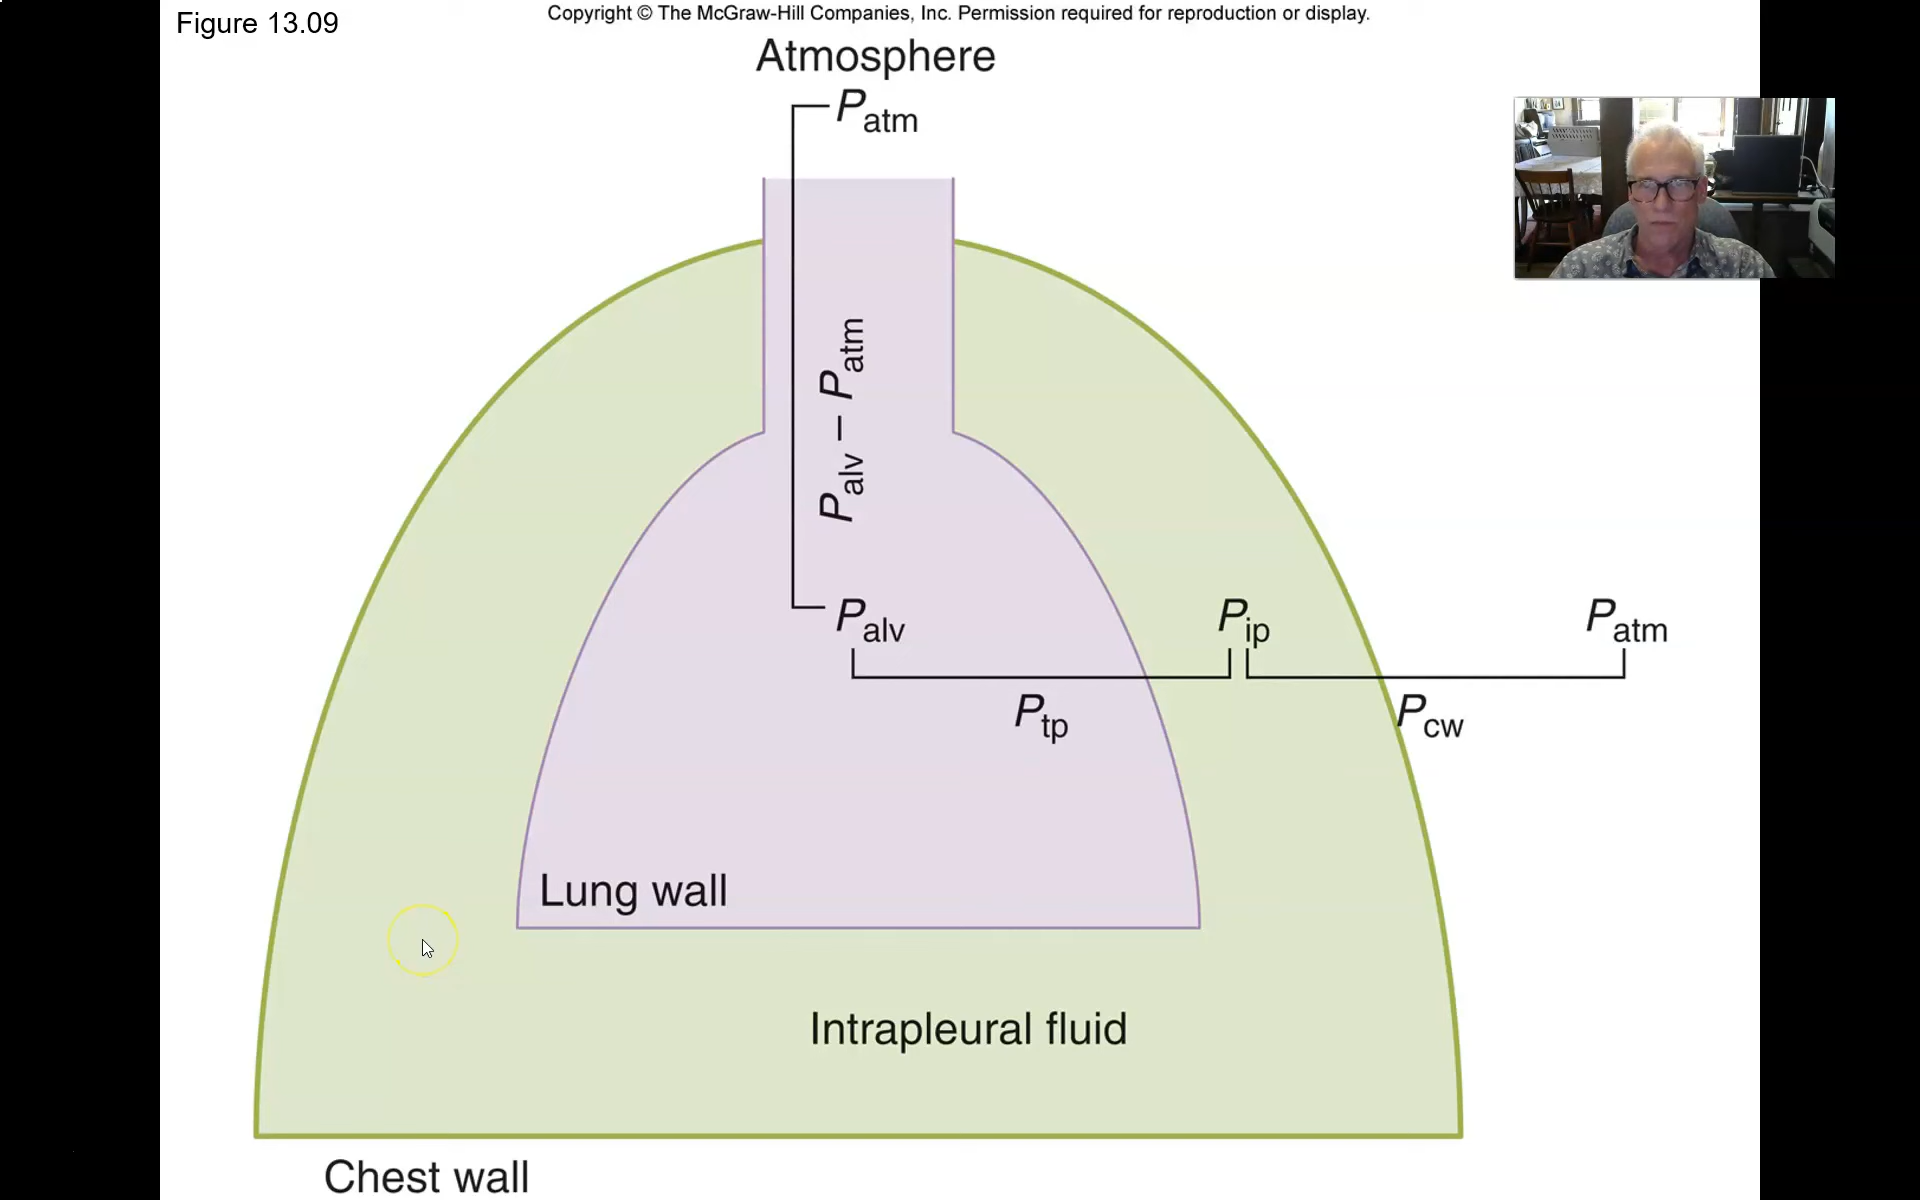 Figure 13.09
Copyright © The McGraw-Hill Companies, Inc. Permission required for reproduction or display.
Atmosphere
Patm
Palv – Patm
Palv
Pip
Patm
Ptp
Pcw
Lung wall
Intrapleural fluid
Chest wall